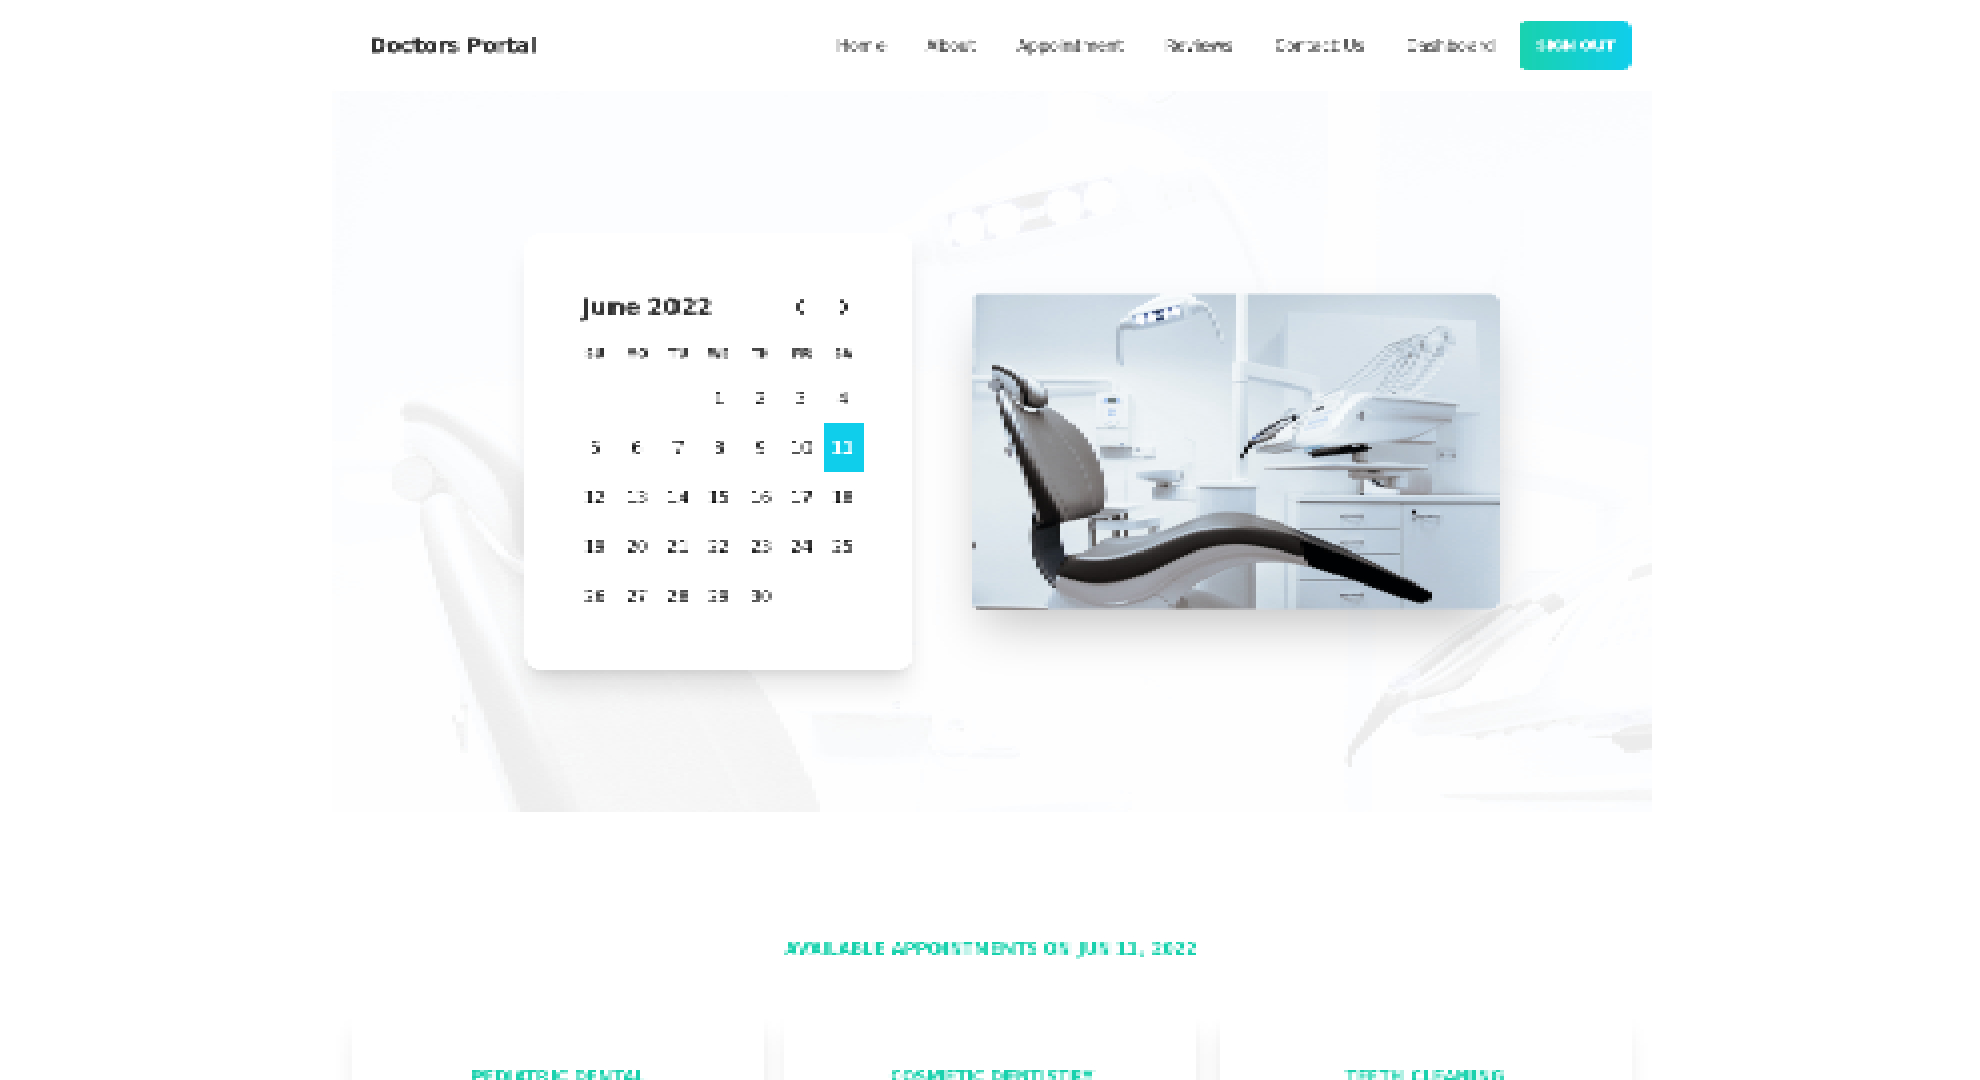 Doctors Portal Home About Appointment Reviews Contact Us Dashboard SIGN OUT
June 2022
SU MO TU WE TH FR SA
1 2 3 4
5 6 7 8 9 10 11
12 13 14 15 16 17 18
19 20 21 22 23 24 25
26 27 28 29 30
AVAILABLE APPOINTMENTS ON JUN 11, 2022
PEDIATRIC DENTAL COSMETIC DENTISTRY TEETH CLEANING